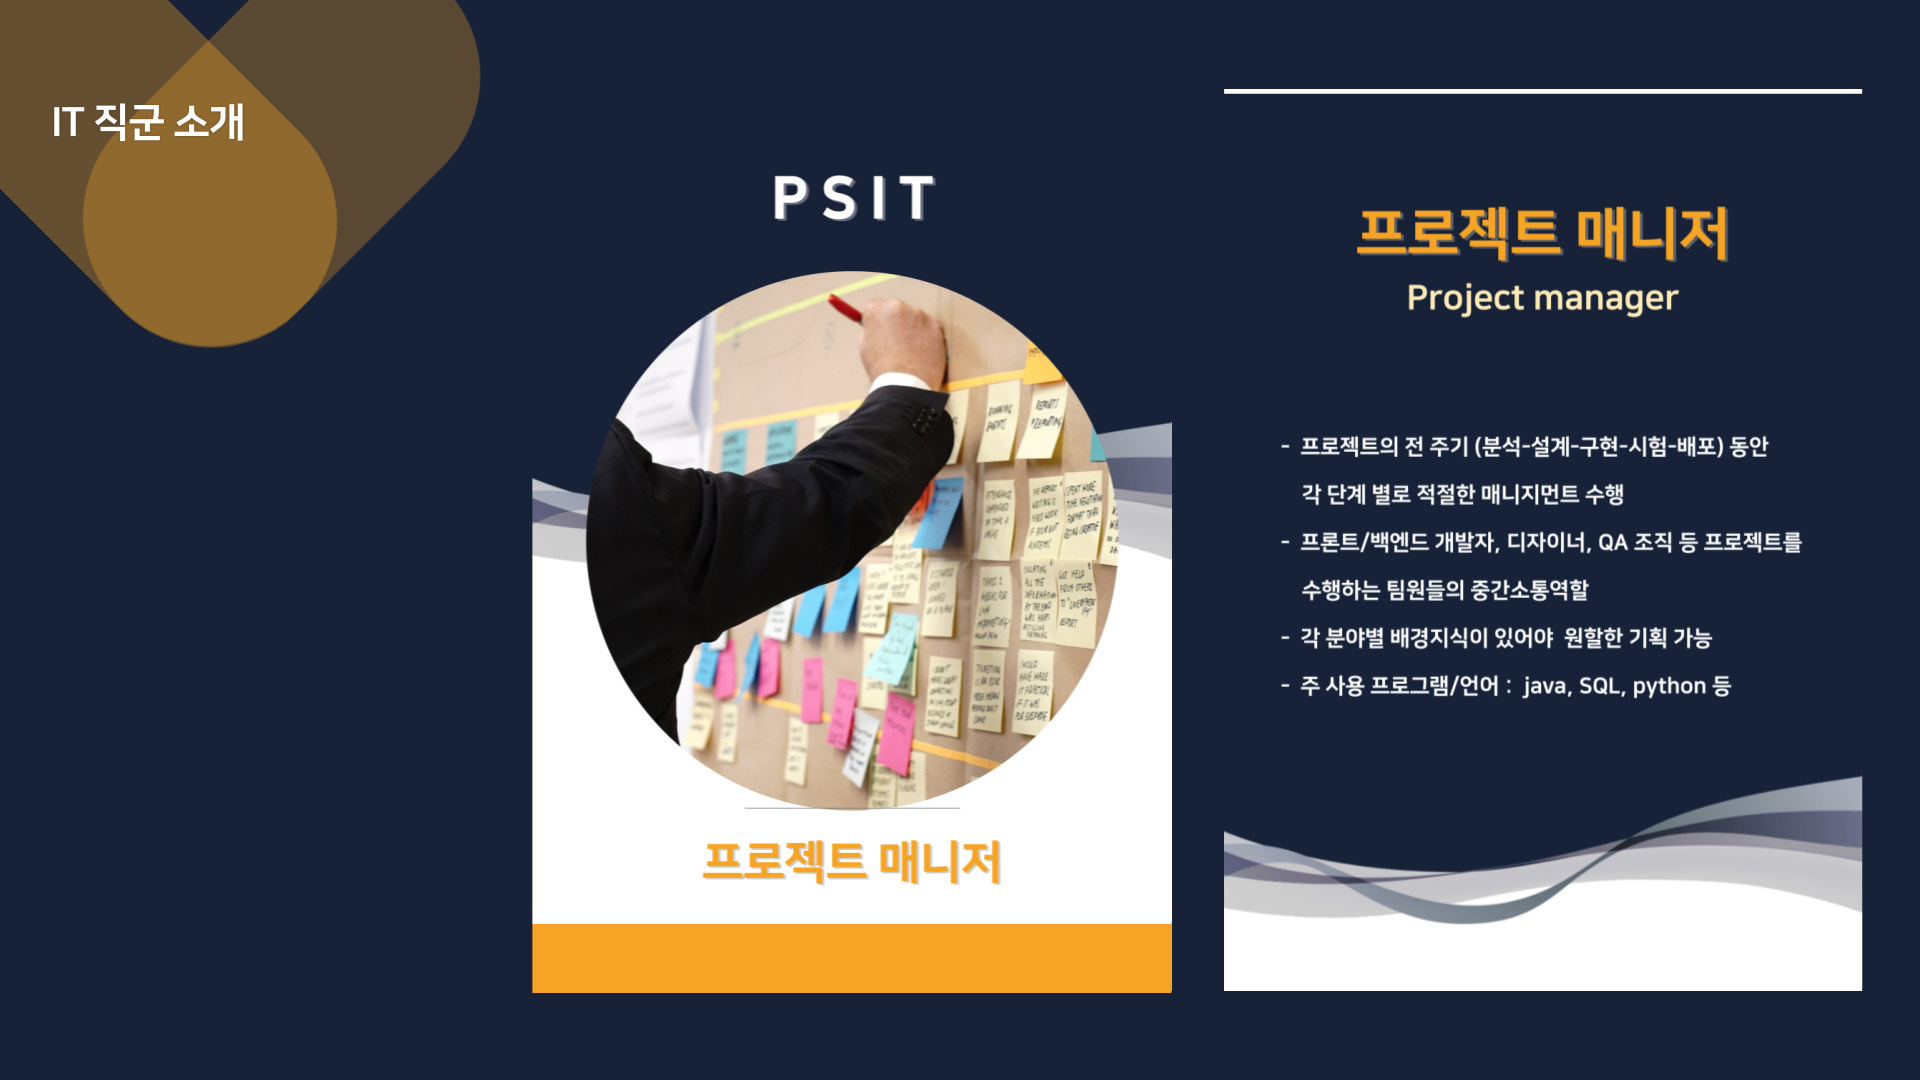 IT 직군 소개
PSIT
프로젝트 매니저
프로젝트 매니저
Project manager
- 프로젝트의 전 주기 (분석-설계-구현-시험-배포) 동안
각 단계 별로 적절한 매니지먼트 수행
- 프론트/백엔드 개발자, 디자이너, QA 조직 등 프로젝트를
수행하는 팀원들의 중간소통역할
- 각 분야별 배경지식이 있어야 원할한 기획 가능
- 주 사용 프로그램/언어 : java, SQL, python 등